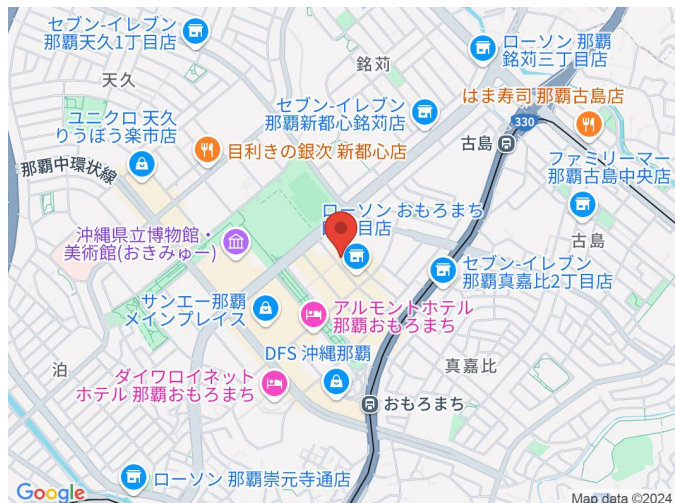 セブン-イレブン
那覇天久1丁目店
天久
銘苅
ローソン 那覇
銘苅三丁目店
ユニクロ 天久
りうぼう楽市店
セブン-イレブン
那覇新都心銘苅店
はま寿司 那覇古島店
330
那覇中環状線
目利きの銀次 新都心店
古島
ファミリーマー
那覇古島中央店
沖縄県立博物館・
美術館(おきみゅー)
ローソン おもろまち
目店
古島
セブン-イレブン
那覇真嘉比2丁目店
サンエー那覇
メインプレイス
アルモントホテル
那覇おもろまち
泊
DFS 沖縄那覇
ダイワロイネット
ホテル 那覇おもろまち
真嘉比
おもろまち
ローソン 那覇崇元寺通店
Google
Map data ©2024